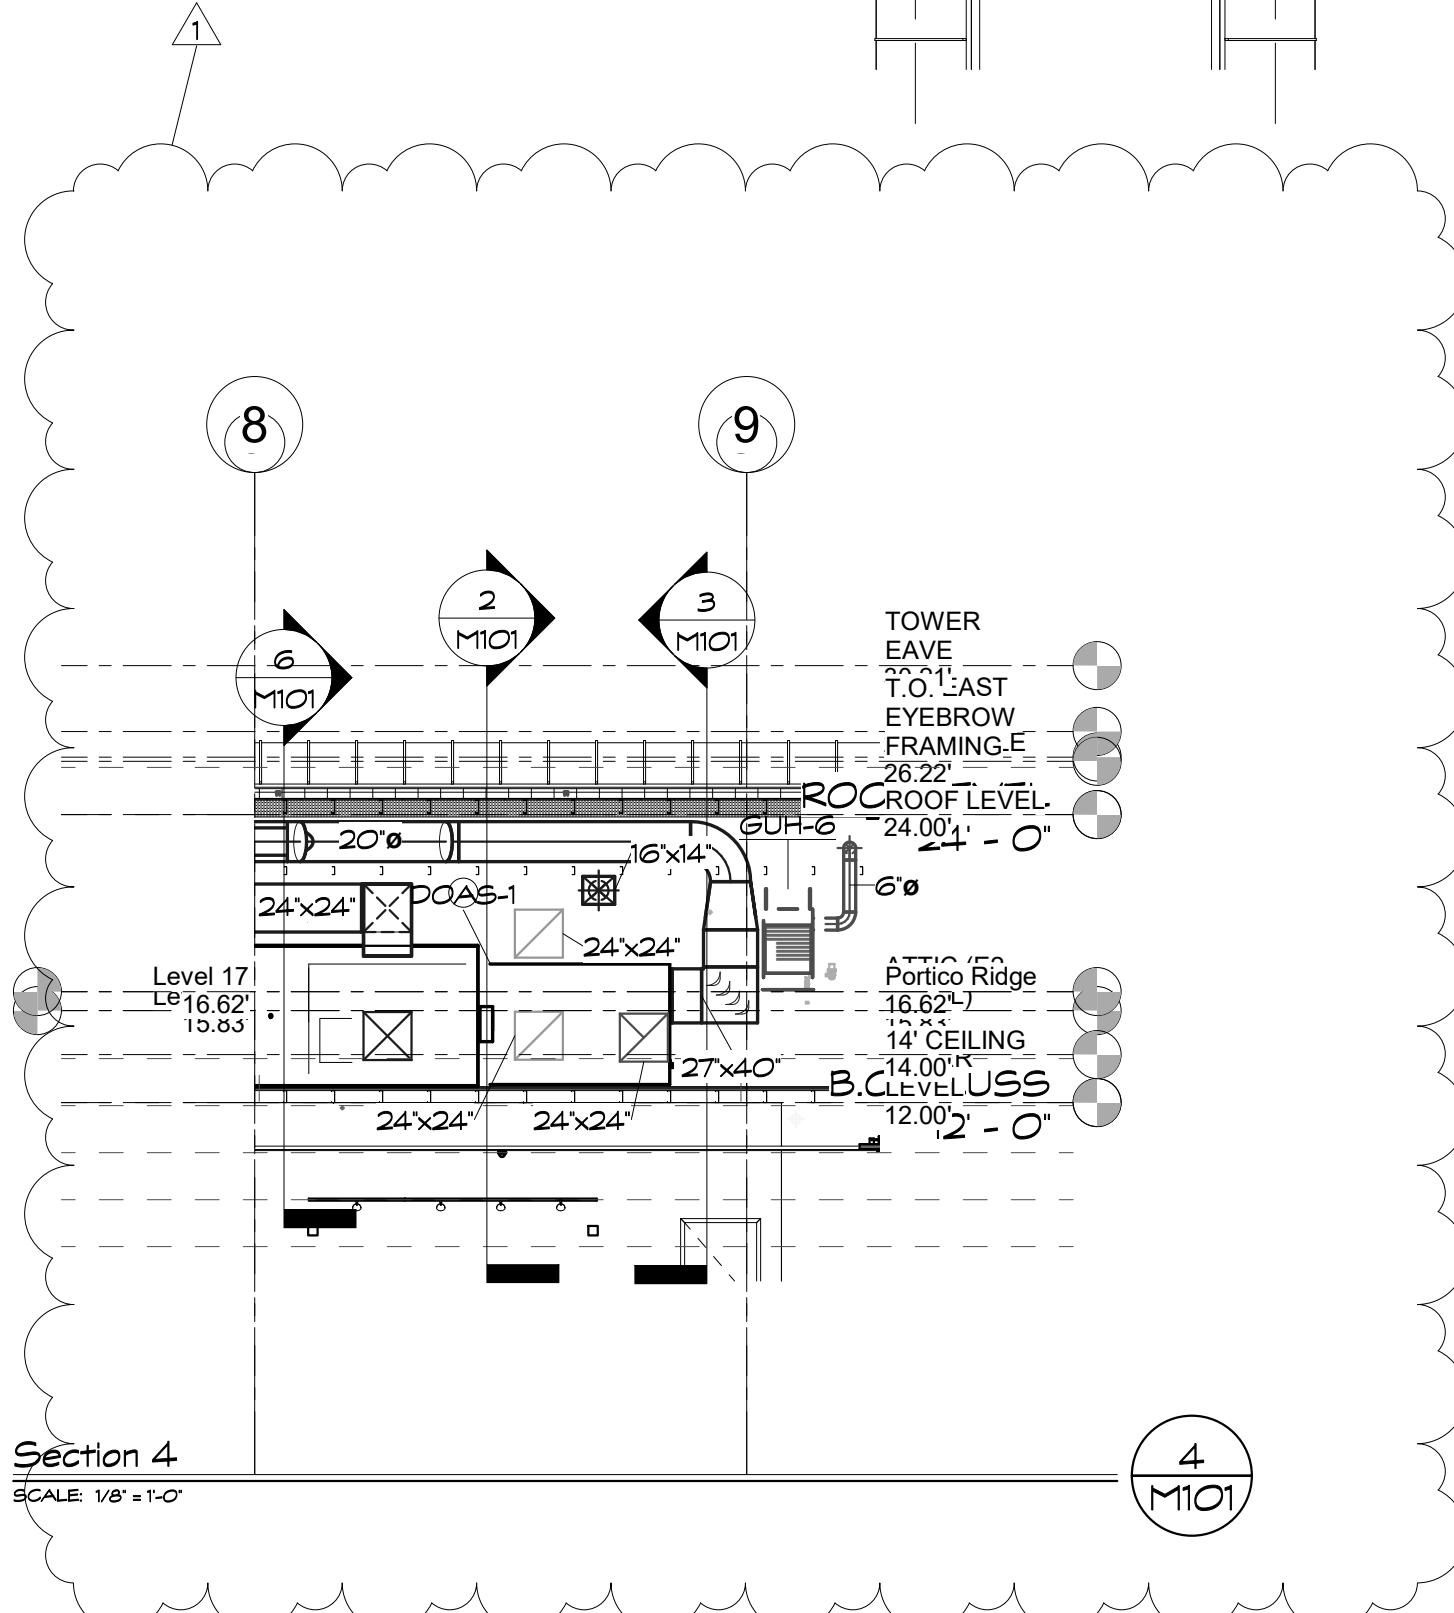 1
8
9
2
M101
3
M101
6
M101
TOWER
EAVE
T.O. EAST
EYEBROW
FRAMING
26.22'
ROOF LEVEL
24.00'
24' - 0"
GUH-6
20"ø
16"x14"
6"ø
24"x24"
DOAS-1
24"x24"
Level 17
16.62'
15.83'
Portico Ridge
16.62'
15.83'
14' CEILING
14.00'
27"x40"
LEVEL
12.00'
12' - 0"
24"x24"
24"x24"
Section 4
SCALE: 1/8" = 1'-0"
4
M101